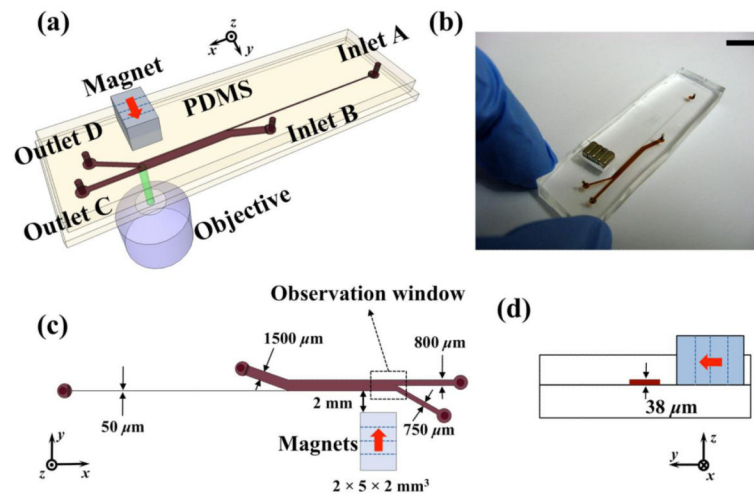 (a)
z
x
y
Inlet A
Magnet
PDMS
Inlet B
Outlet D
Outlet C
Objective
(b)
(c)
Observation window
1500 μm
800 μm
50 μm
2 mm
750 μm
Magnets
2 × 5 × 2 mm³
y
z
x
(d)
38 μm
z
y
x